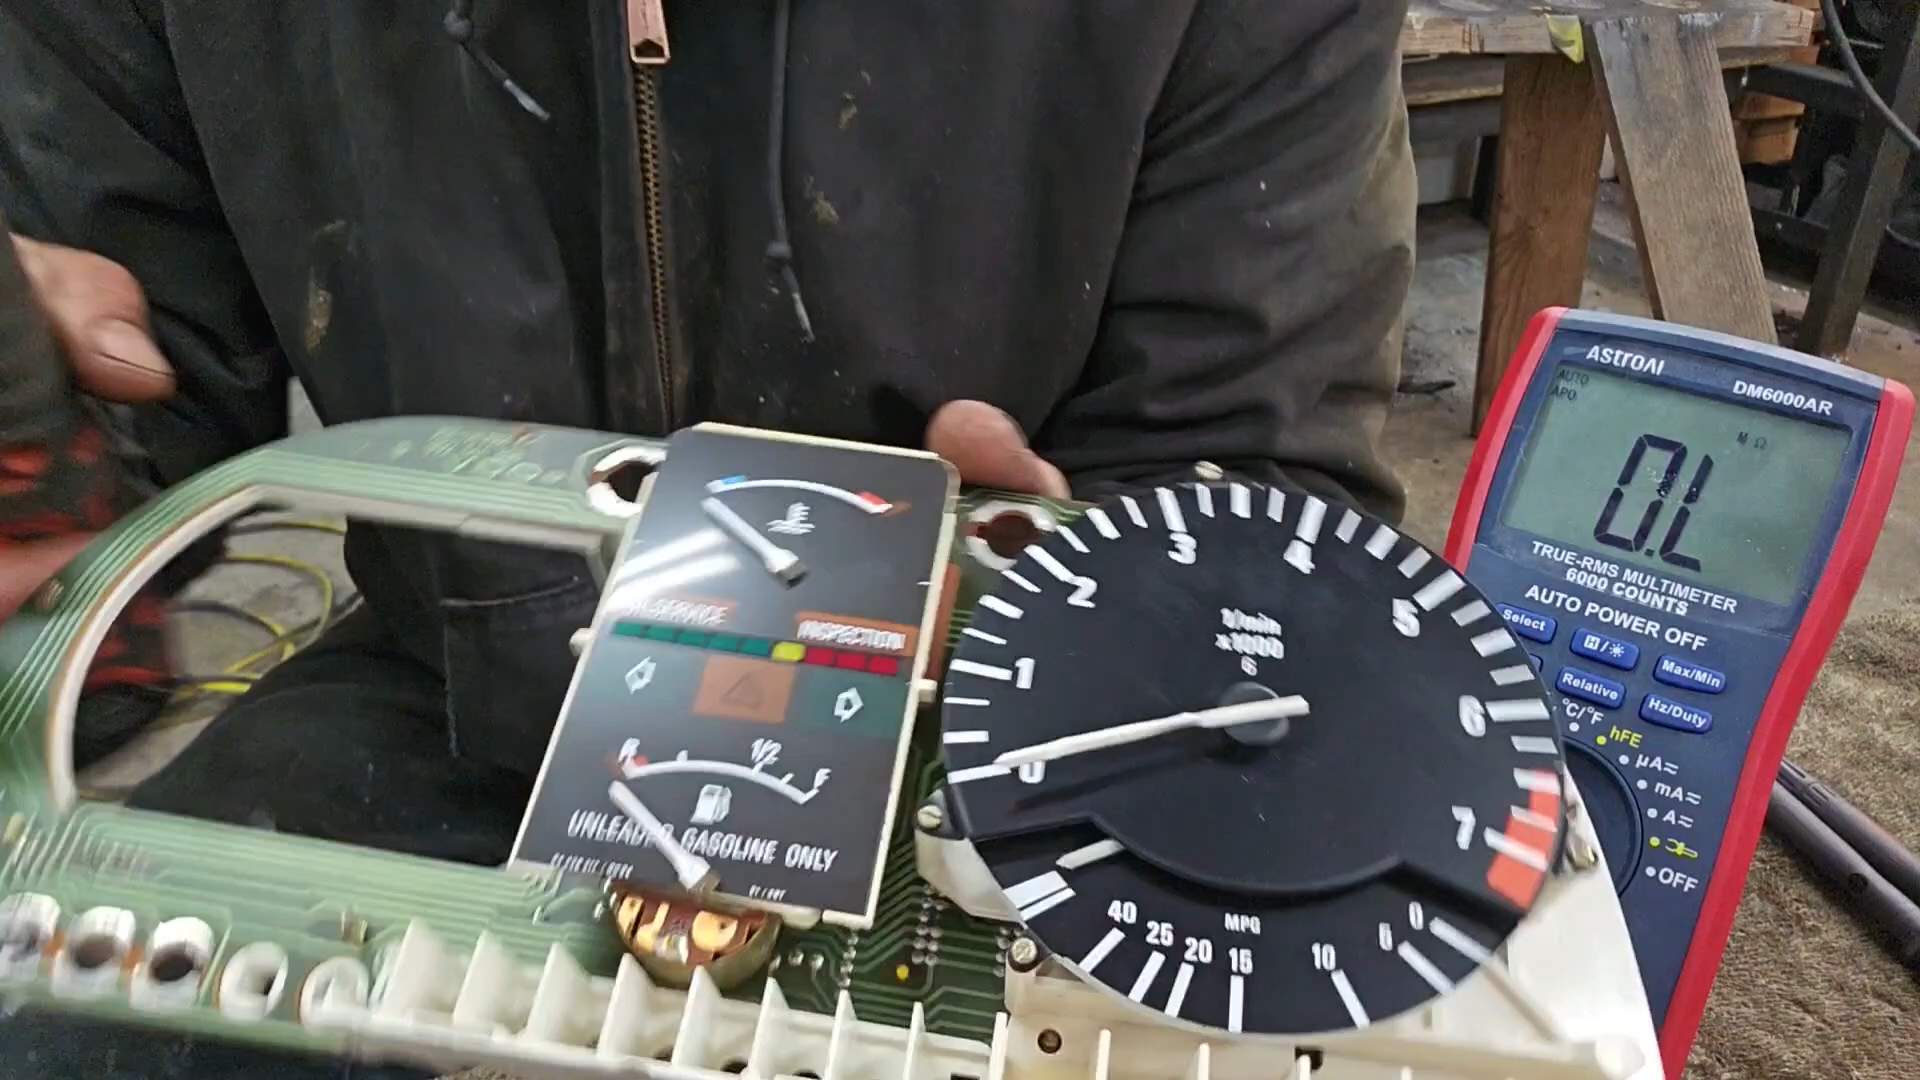 OIL SERVICE
INSPECTION
R
1/2
F
UNLEADED GASOLINE ONLY
1/min
x1000
6
0
1
2
3
4
5
6
7
MPG
40
25
20
15
10
5
0
AstroAI
DM6000AR
AUTO
APO
MΩ
0.L
TRUE-RMS MULTIMETER
6000 COUNTS
AUTO POWER OFF
Select
H/☀
Max/Min
Relative
Hz/Duty
°C/°F
hFE
µA
mA
A
OFF